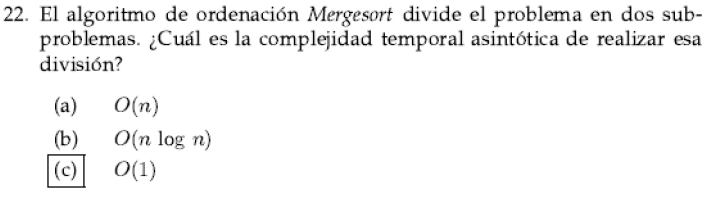 22. El algoritmo de ordenación Mergesort divide el problema en dos sub-
problemas. ¿Cuál es la complejidad temporal asintótica de realizar esa
división?
(a) O(n)
(b) O(n log n)
(c) O(1)